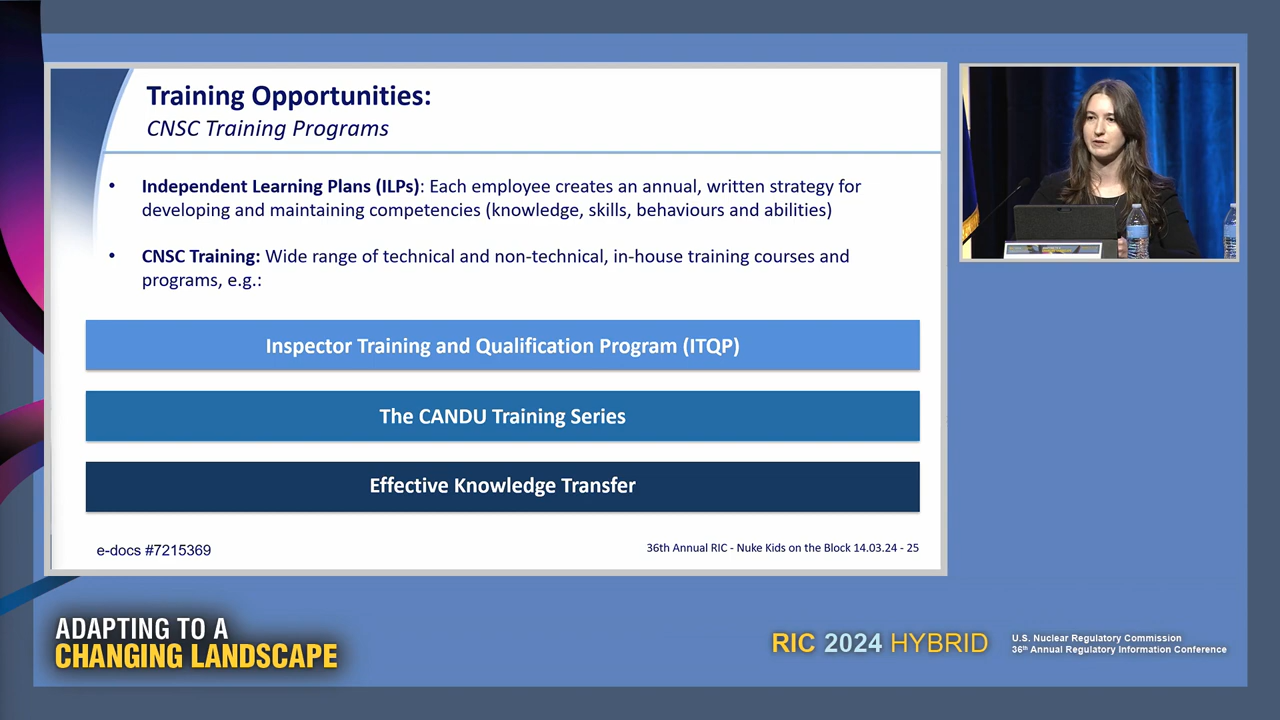 Training Opportunities:
CNSC Training Programs
• Independent Learning Plans (ILPs): Each employee creates an annual, written strategy for
developing and maintaining competencies (knowledge, skills, behaviours and abilities)
• CNSC Training: Wide range of technical and non-technical, in-house training courses and
programs, e.g.:
Inspector Training and Qualification Program (ITQP)
The CANDU Training Series
Effective Knowledge Transfer
e-docs #7215369
36th Annual RIC - Nuke Kids on the Block 14.03.24 - 25
ADAPTING TO A
CHANGING LANDSCAPE
RIC 2024 HYBRID
U.S. Nuclear Regulatory Commission
36th Annual Regulatory Information Conference